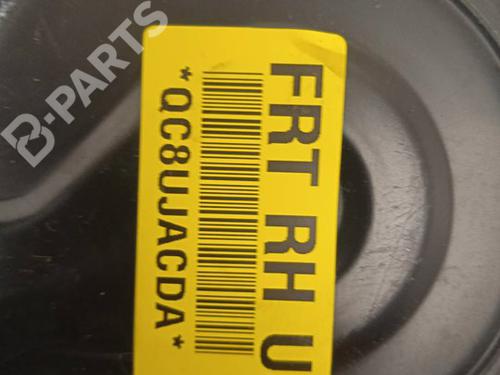 FRT RH U
*QC8UJACDA*
B-PARTS